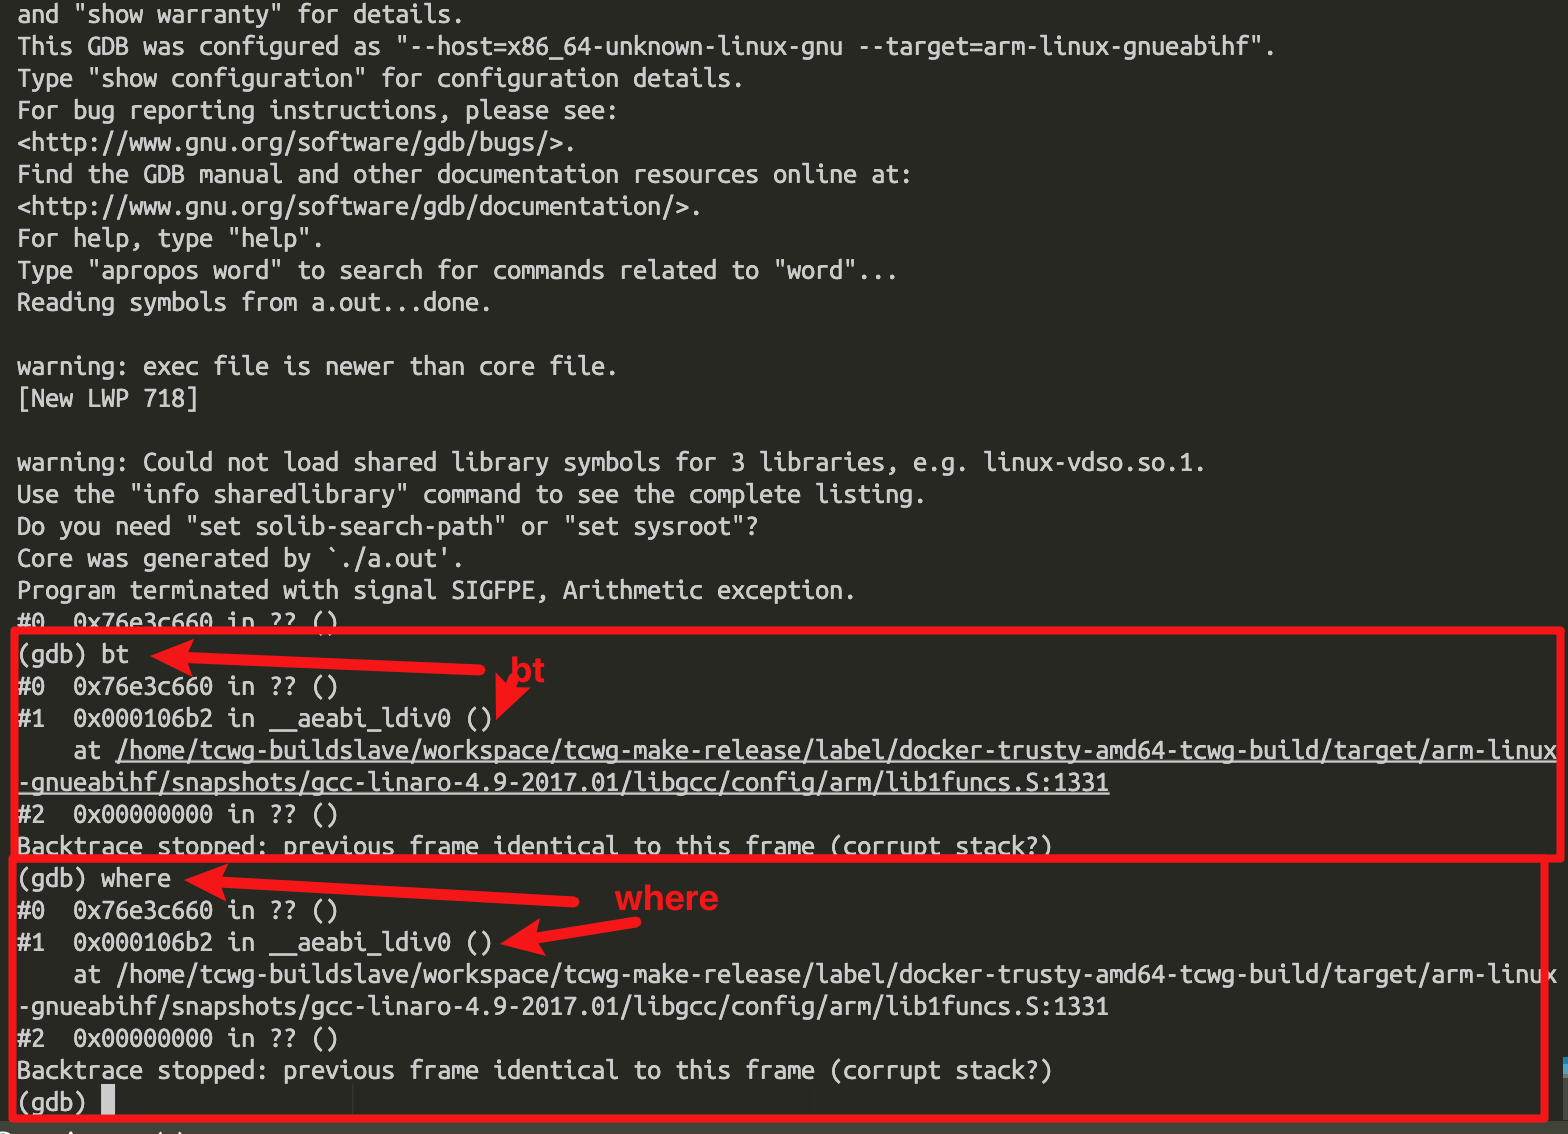 and "show warranty" for details.
This GDB was configured as "--host=x86_64-unknown-linux-gnu --target=arm-linux-gnueabihf".
Type "show configuration" for configuration details.
For bug reporting instructions, please see:
<http://www.gnu.org/software/gdb/bugs/>.
Find the GDB manual and other documentation resources online at:
<http://www.gnu.org/software/gdb/documentation/>.
For help, type "help".
Type "apropos word" to search for commands related to "word"...
Reading symbols from a.out...done.
warning: exec file is newer than core file.
[New LWP 718]
warning: Could not load shared library symbols for 3 libraries, e.g. linux-vdso.so.1.
Use the "info sharedlibrary" command to see the complete listing.
Do you need "set solib-search-path" or "set sysroot"?
Core was generated by `./a.out'.
Program terminated with signal SIGFPE, Arithmetic exception.
#0  0x76e3c660 in ?? ()
(gdb) bt
bt
#0  0x76e3c660 in ?? ()
#1  0x000106b2 in __aeabi_ldiv0 ()
    at /home/tcwg-buildslave/workspace/tcwg-make-release/label/docker-trusty-amd64-tcwg-build/target/arm-linux
-gnueabihf/snapshots/gcc-linaro-4.9-2017.01/libgcc/config/arm/lib1funcs.S:1331
#2  0x00000000 in ?? ()
Backtrace stopped: previous frame identical to this frame (corrupt stack?)
(gdb) where
where
#0  0x76e3c660 in ?? ()
#1  0x000106b2 in __aeabi_ldiv0 ()
    at /home/tcwg-buildslave/workspace/tcwg-make-release/label/docker-trusty-amd64-tcwg-build/target/arm-linux
-gnueabihf/snapshots/gcc-linaro-4.9-2017.01/libgcc/config/arm/lib1funcs.S:1331
#2  0x00000000 in ?? ()
Backtrace stopped: previous frame identical to this frame (corrupt stack?)
(gdb)